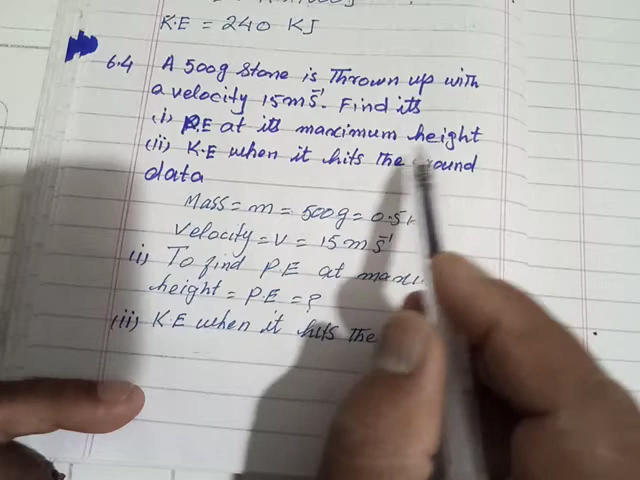 K.E = 240 KJ
6.4 A 500g Stone is Thrown up with
a velocity 15ms⁻¹. Find its
(i) P.E at its maximum height
(ii) K.E when it hits the ground
data
Mass = m = 500g = 0.5
Velocity = v = 15ms⁻¹
(i) To find P.E at
height = P.E = ?
(ii) K.E when it hits the